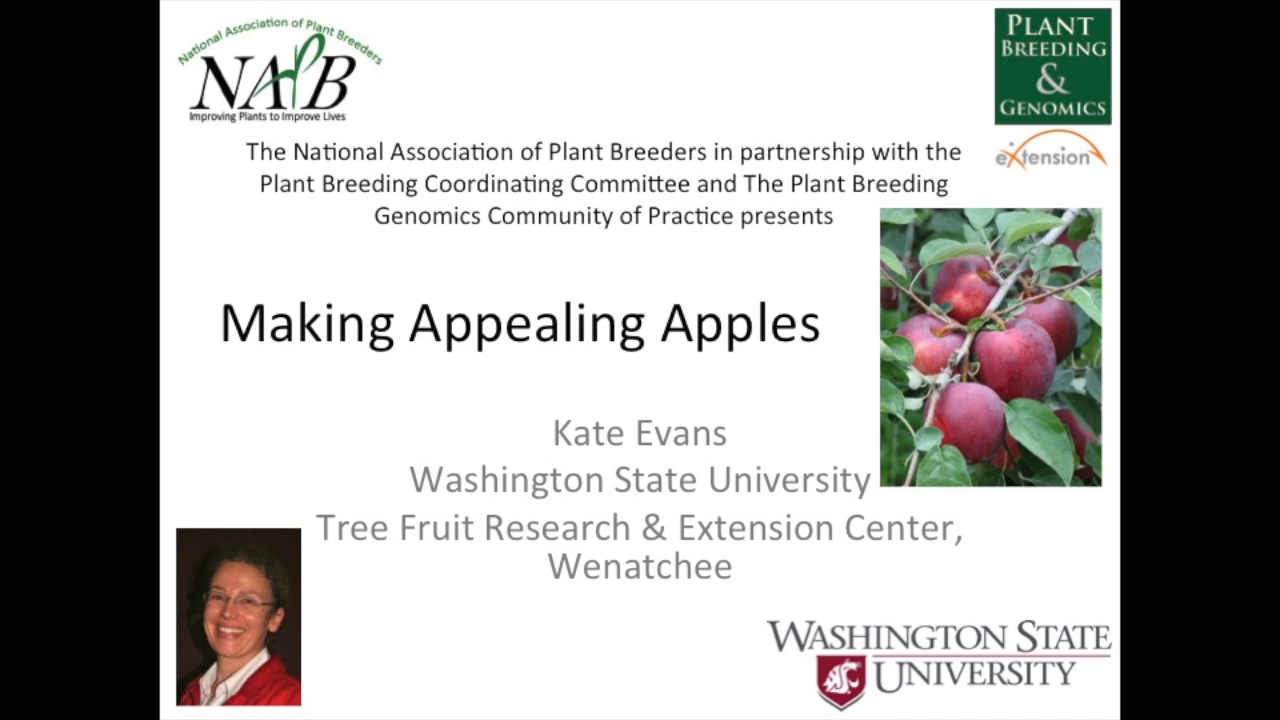 National Association of Plant Breeders
NAPB
Improving Plants to Improve Lives
PLANT
BREEDING
&
GENOMICS
eXtension
The National Association of Plant Breeders in partnership with the
Plant Breeding Coordinating Committee and The Plant Breeding
Genomics Community of Practice presents
Making Appealing Apples
Kate Evans
Washington State University
Tree Fruit Research & Extension Center,
Wenatchee
WASHINGTON STATE
UNIVERSITY